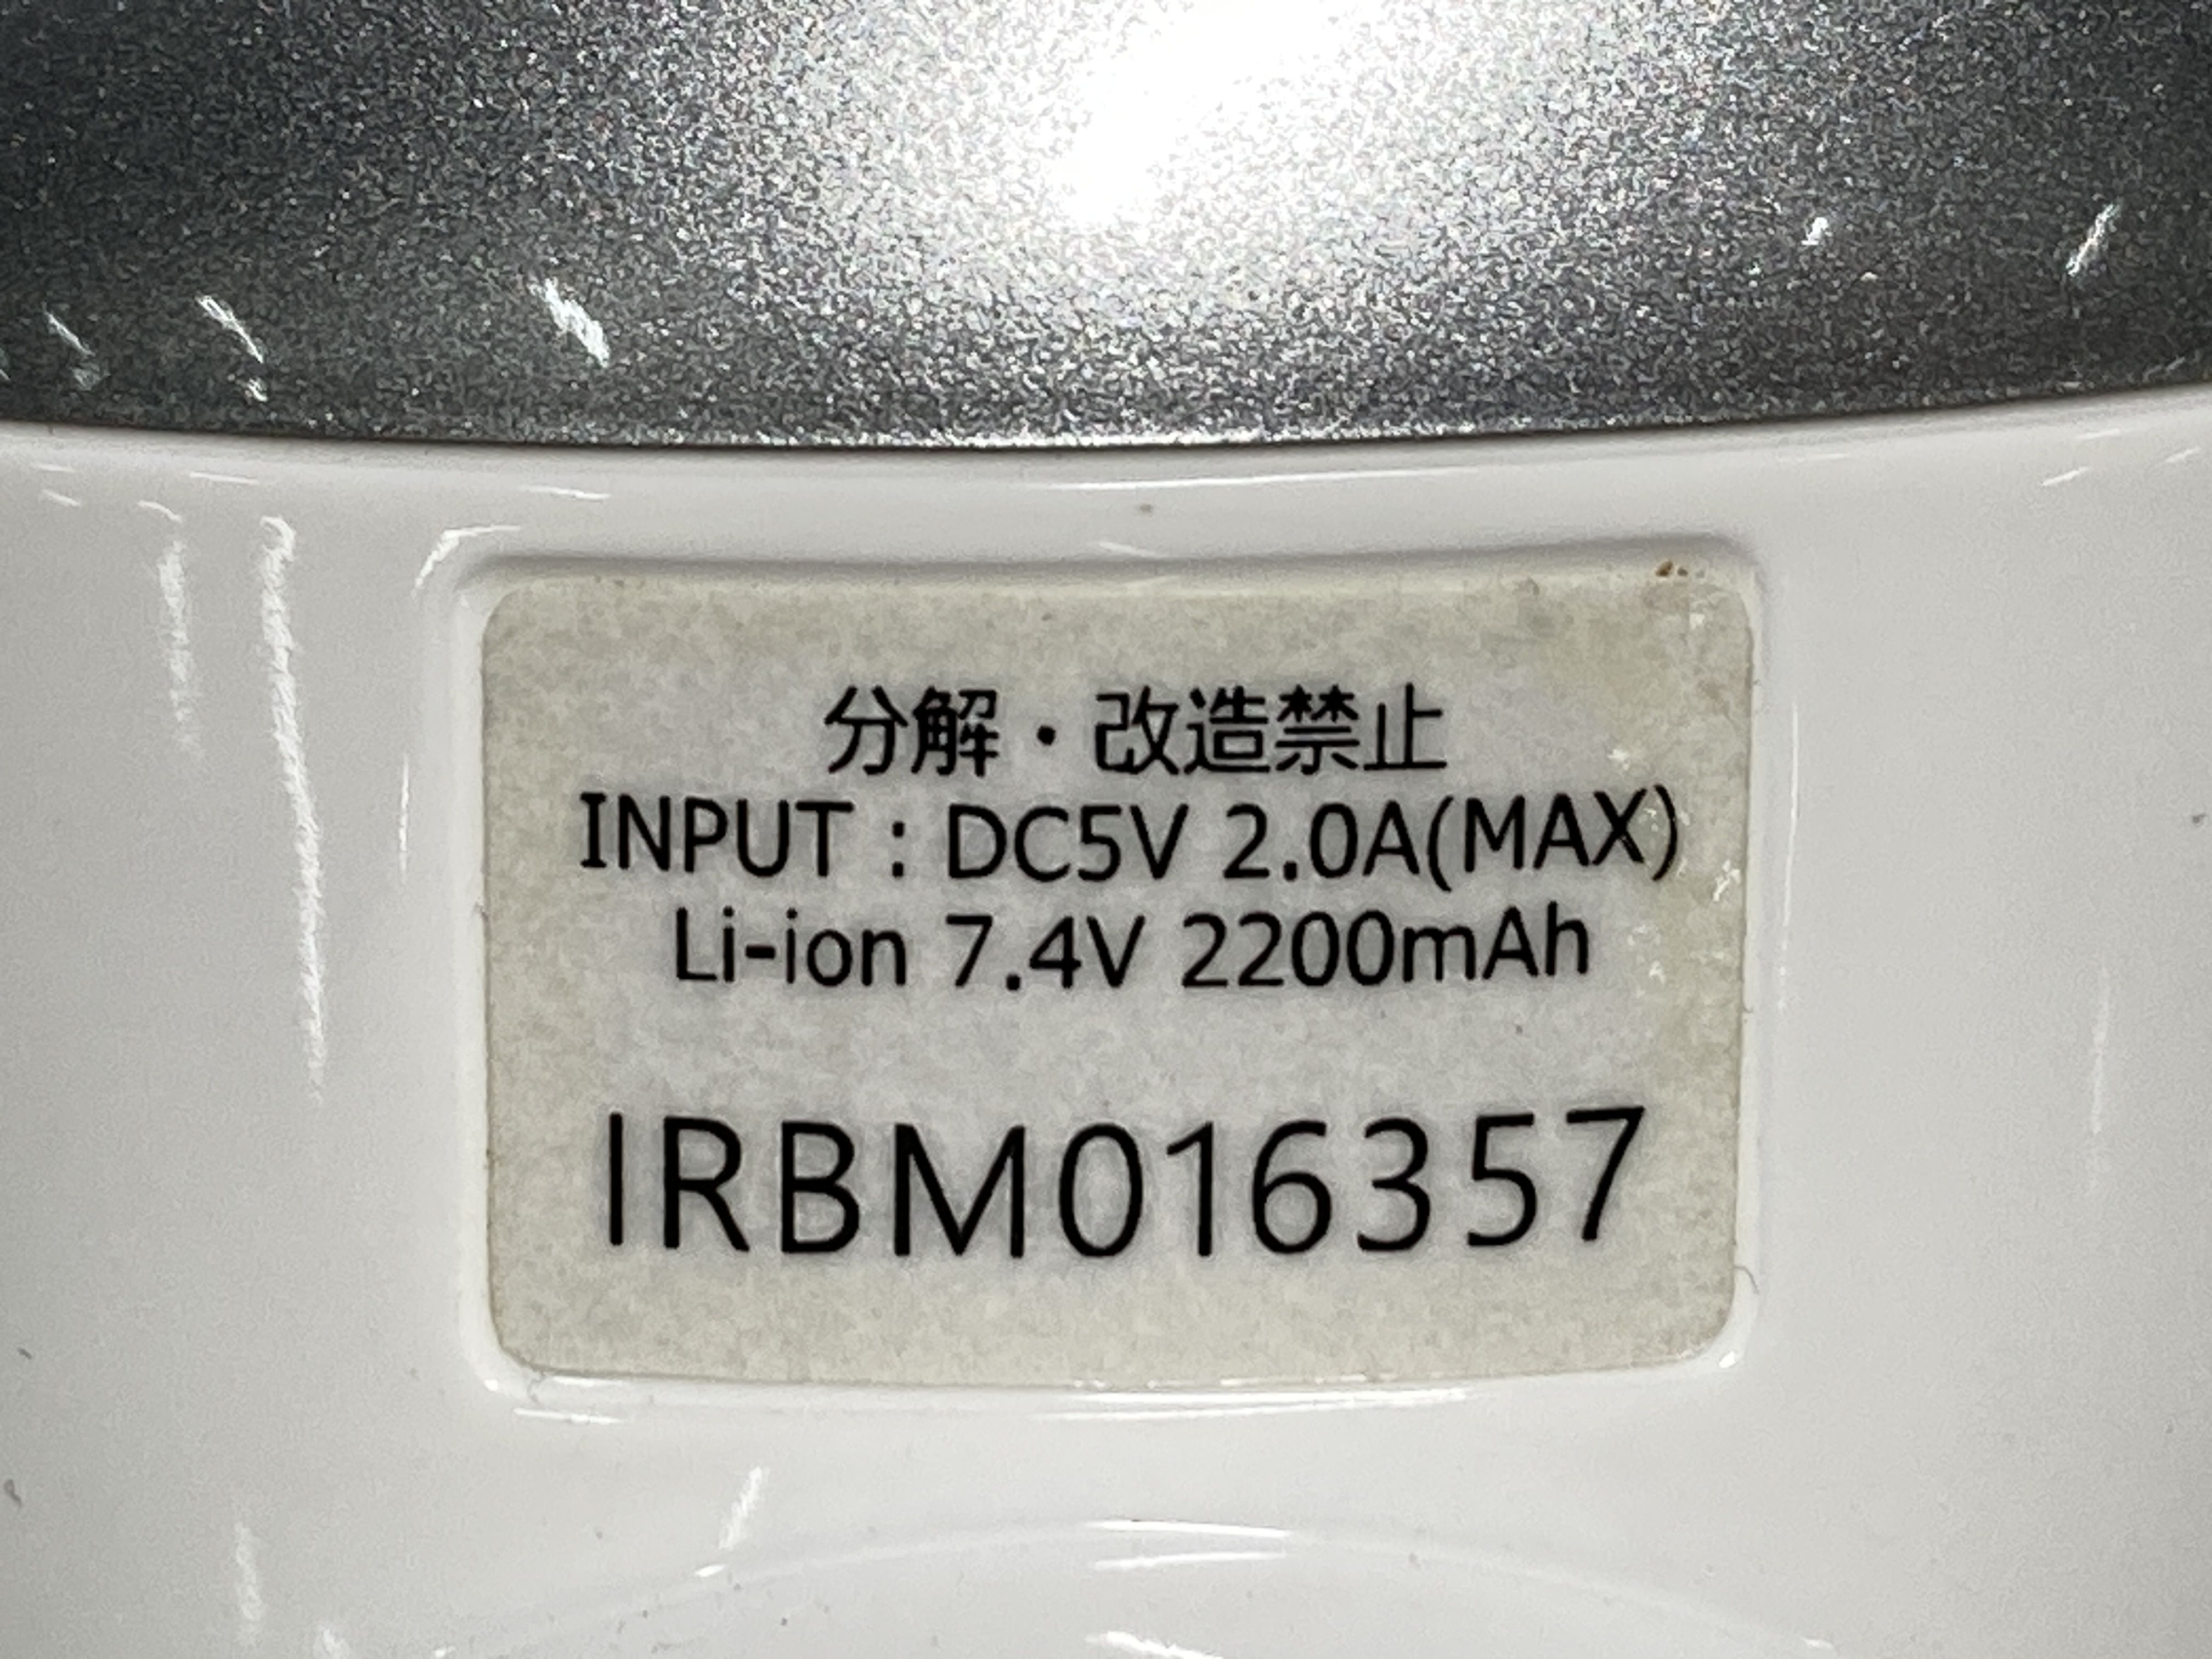 分解・改造禁止
INPUT : DC5V 2.0A(MAX)
Li-ion 7.4V 2200mAh
IRBM016357